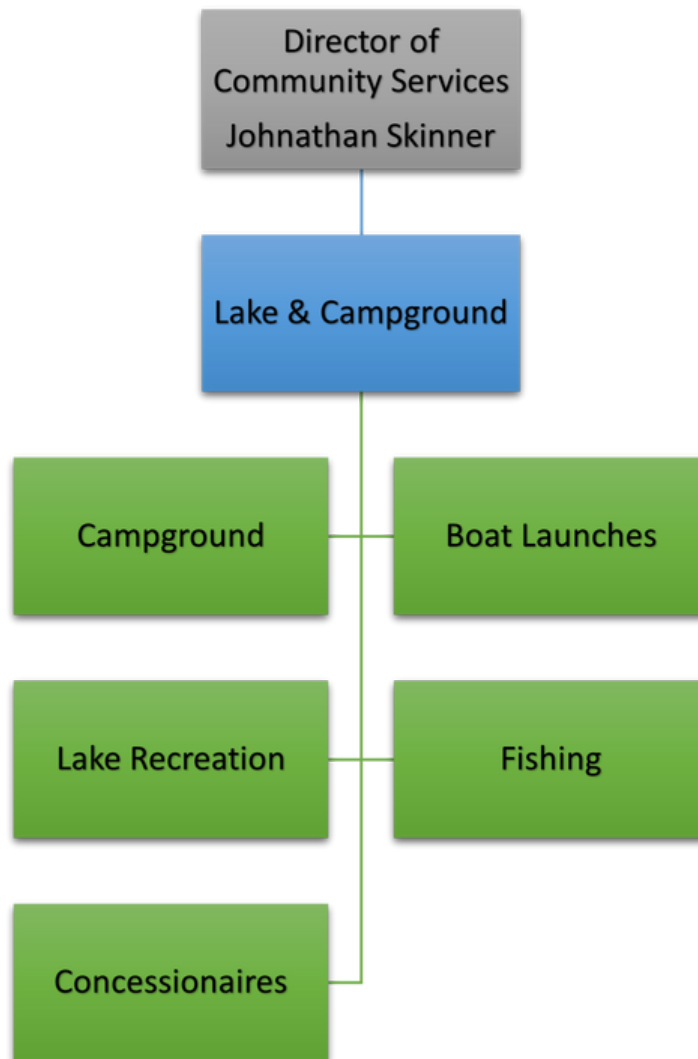 Director of
Community Services
Johnathan Skinner
Lake & Campground
Campground
Boat Launches
Lake Recreation
Fishing
Concessionaires